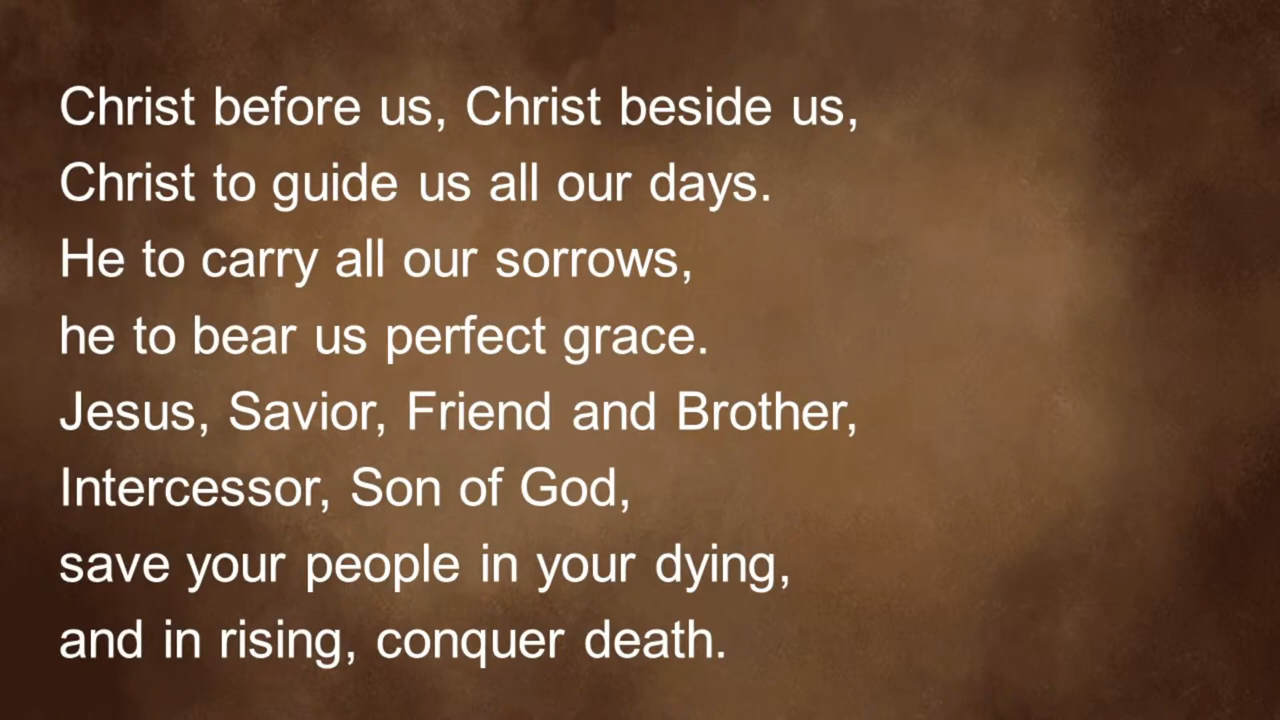 Christ before us, Christ beside us,
Christ to guide us all our days.
He to carry all our sorrows,
he to bear us perfect grace.
Jesus, Savior, Friend and Brother,
Intercessor, Son of God,
save your people in your dying,
and in rising, conquer death.